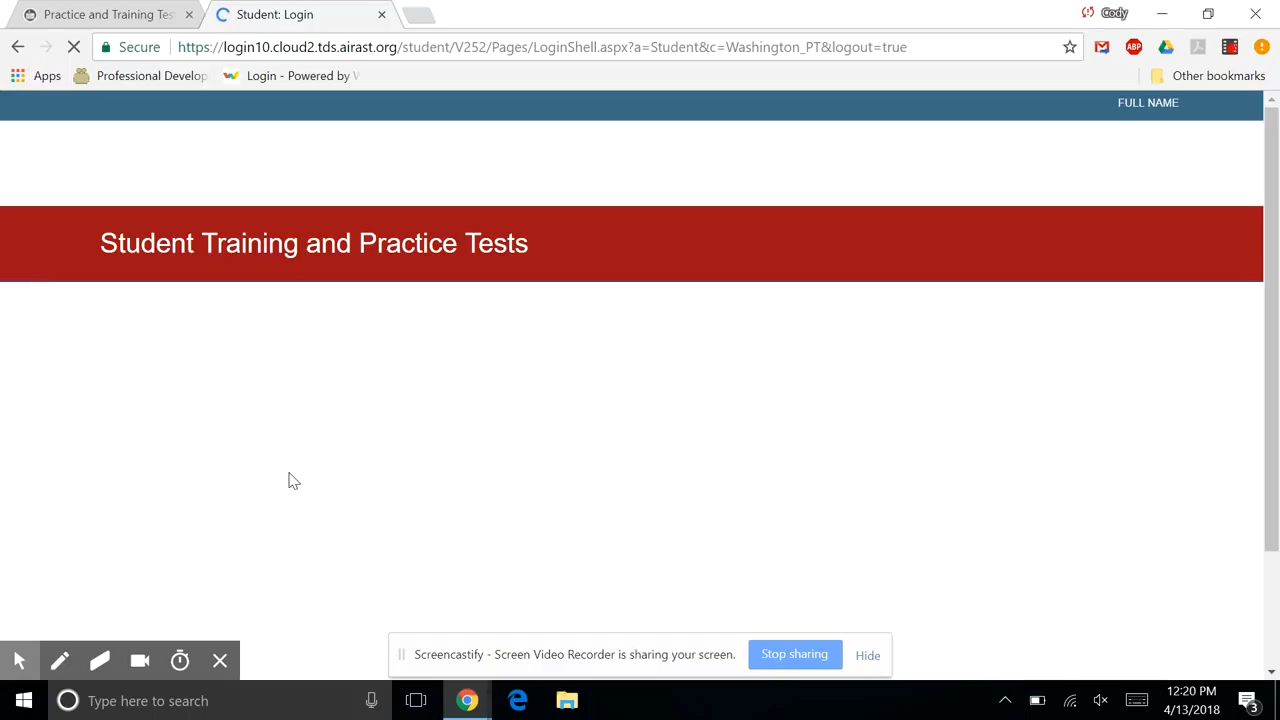 Practice and Training Tes
Student: Login
Cody
Secure
https://login10.cloud2.tds.airast.org/student/V252/Pages/LoginShell.aspx?a=Student&c=Washington_PT&logout=true
ABP
Apps
Professional Develop
Login - Powered by V
Other bookmarks
FULL NAME
Student Training and Practice Tests
Screencastify - Screen Video Recorder is sharing your screen.
Stop sharing
Hide
Type here to search
12:20 PM
4/13/2018
3